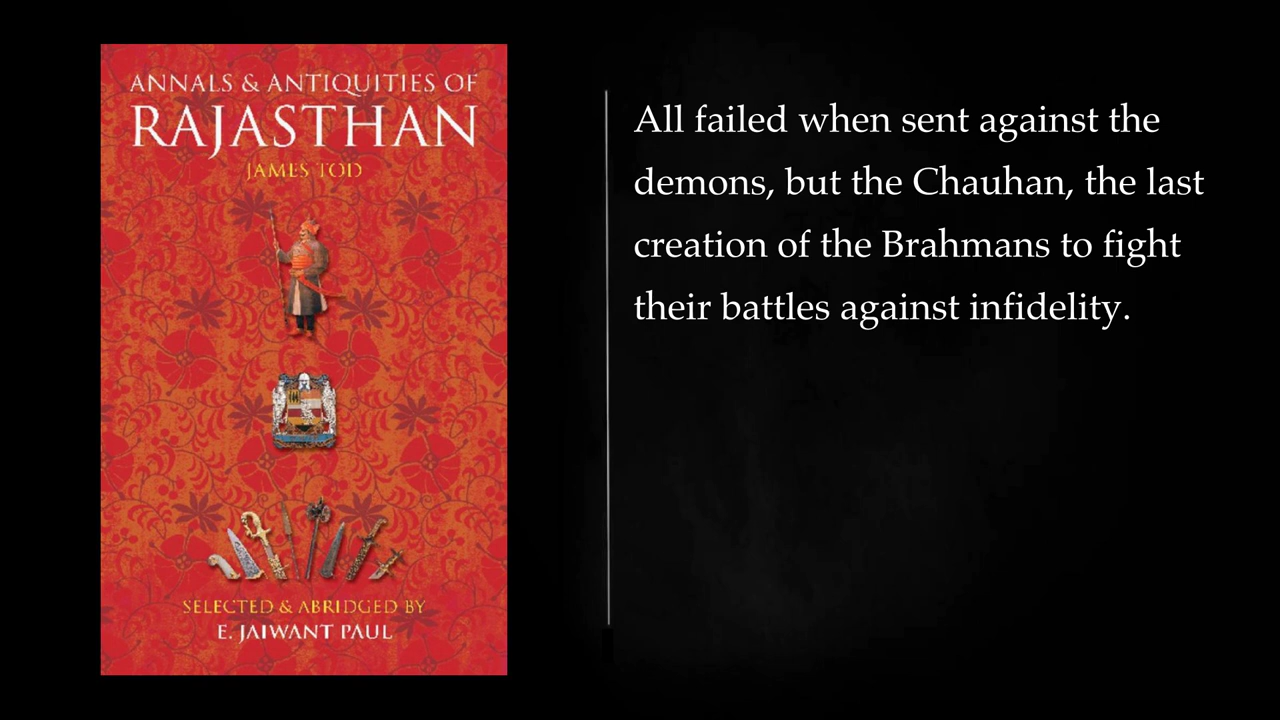 ANNALS & ANTIQUITIES OF
RAJASTHAN
JAMES TOD
SELECTED & ABRIDGED BY
E. JAIWANT PAUL
All failed when sent against the
demons, but the Chauhan, the last
creation of the Brahmans to fight
their battles against infidelity.